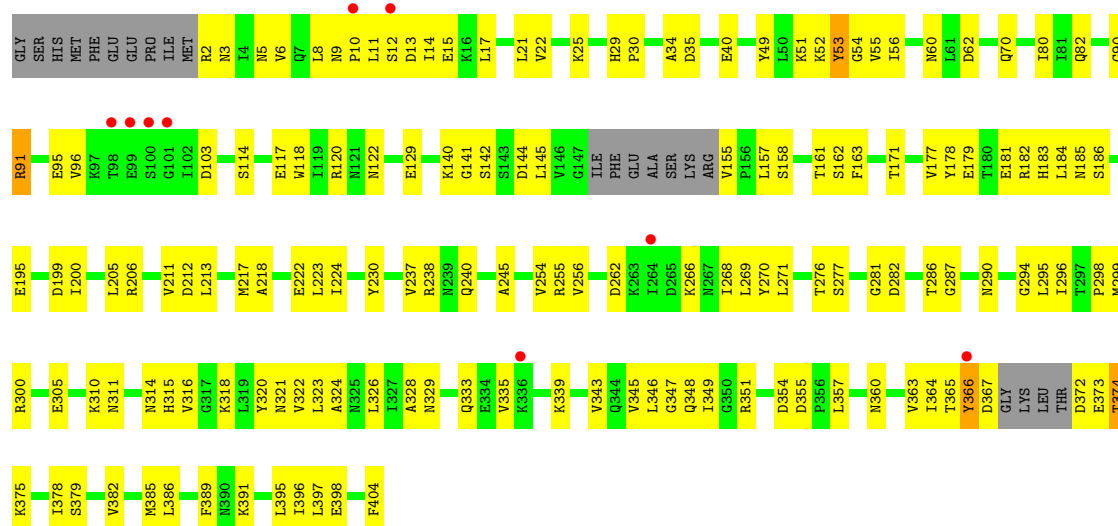 GLY SER HIS MET PHE GLU GLU PRO ILE MET R2 N3 I4 N5 V6 Q7 L8 N9 P10 L11 S12 D13 I14 E15 K16 L17 L21 V22 K25 H29 P30 A34 D35 E40 Y49 L50 K51 K52 Y53 G54 V55 I56 N60 L61 D62 Q70 I80 I81 Q82
R91 E95 V96 K97 T98 E99 S100 G101 I102 D103 S114 E117 W118 I119 R120 N121 N122 E129 K140 G141 S142 S143 D144 L145 V146 G147 ILE PHE GLU ALA SER LYS ARG V155 P156 L157 S158 T161 S162 F163 T171 V177 Y178 E179 T180 E181 R182 H183 L184 N185 S186
E195 D199 I200 L205 R206 V211 D212 L213 M217 A218 E222 L223 I224 Y230 V237 R238 N239 Q240 A245 V254 R255 V256 D262 K263 I264 D265 K266 N267 I268 L269 Y270 L271 T276 S277 G281 D282 T286 G287 N290 G294 L295 I296 T297 P298 M299
R300 E305 K310 N311 N314 H315 V316 G317 K318 L319 Y320 N321 V322 L323 A324 N325 L326 I327 A328 N329 Q333 E334 V335 K336 K339 V343 Q344 V345 L346 G347 Q348 I349 G350 R351 D354 D355 P356 L357 N360 V363 I364 T365 Y366 D367 GLY LYS LEU THR D372 E373 T374
K375 I378 S379 V382 M385 L386 F389 N390 K391 L395 I396 L397 E398 F404